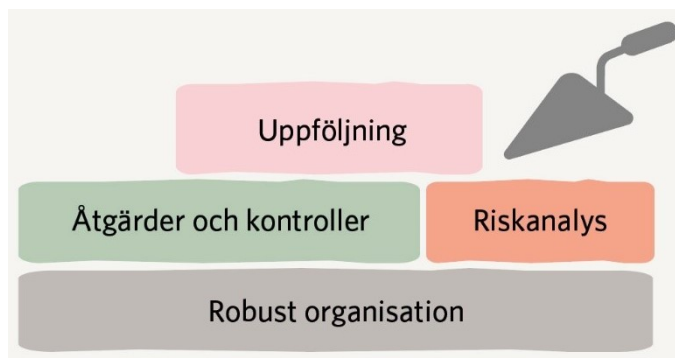 Uppföljning
Åtgärder och kontroller
Riskanalys
Robust organisation